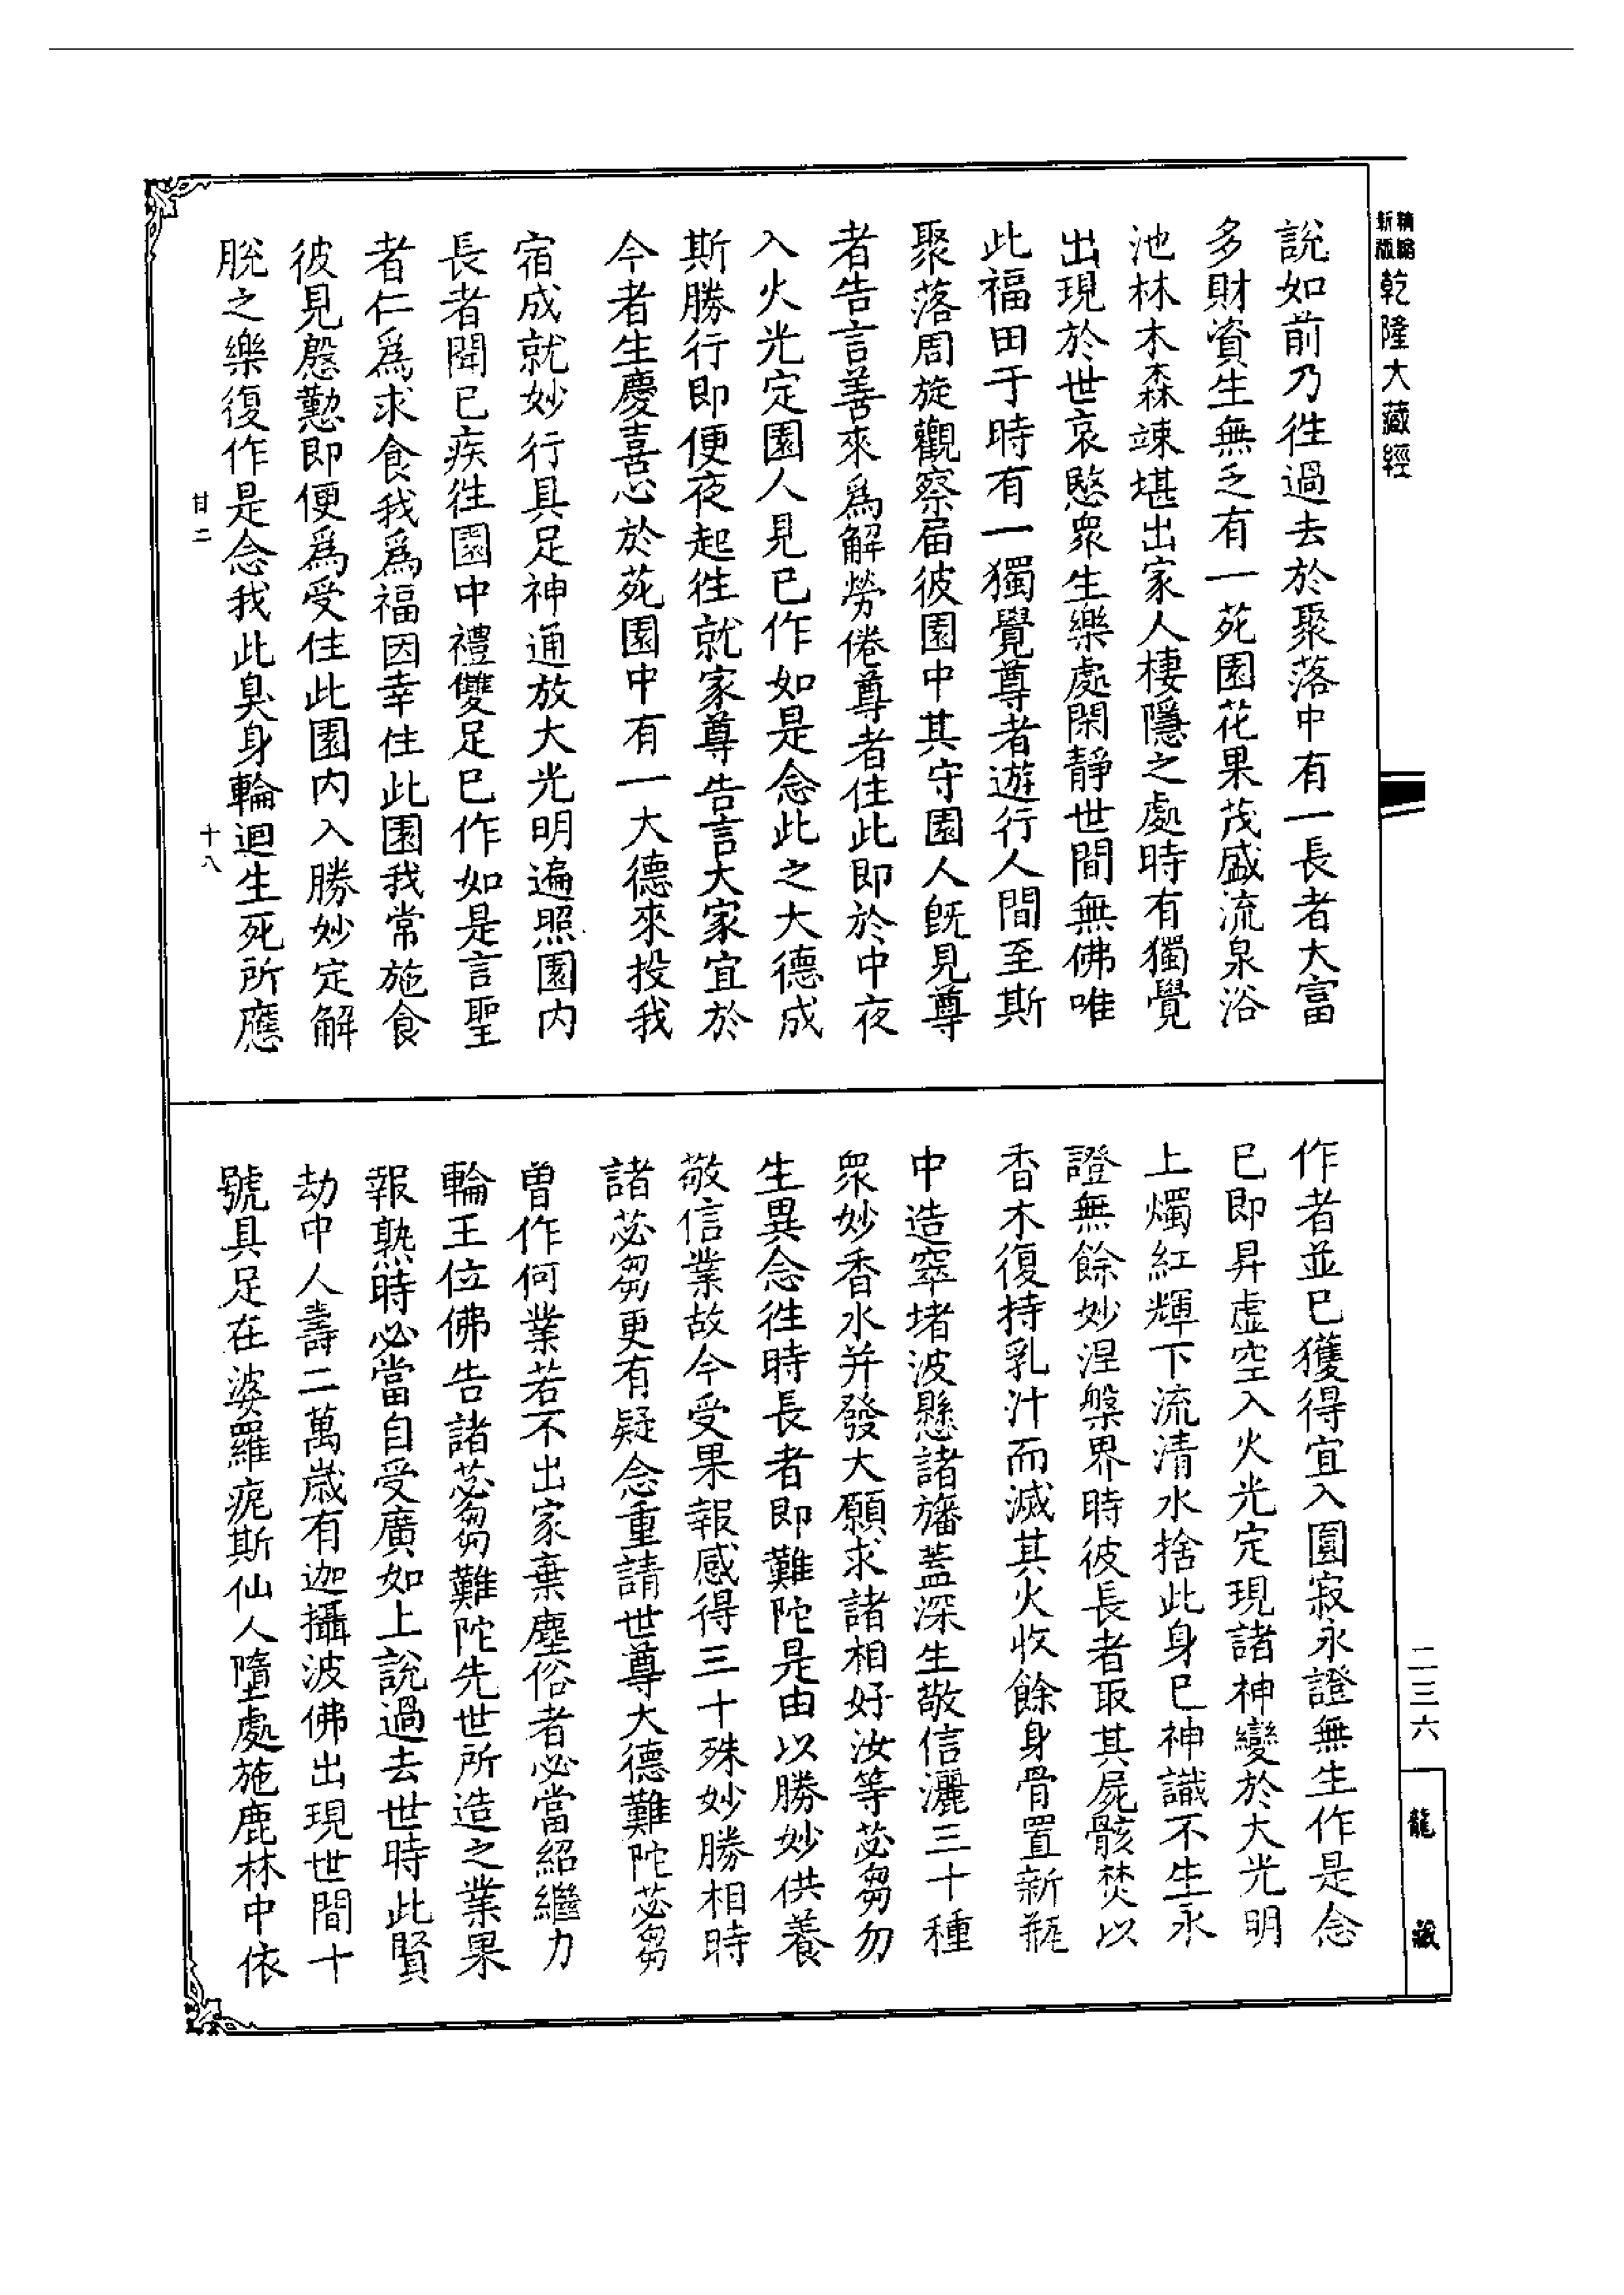 新編縮版乾隆大藏經
說如前乃徃過去於聚落中有一長者大富
多財資生無乏有一苑園花果茂盛流泉浴
池林木森竦堪出家人棲隱之處時有獨覺
出現於世哀愍衆生樂處閑靜世間無佛唯
此福田于時有一獨覺尊者遊行人間至斯
聚落周旋觀察屆彼園中其守園人旣見尊
者告言善來爲解勞倦尊者住此即於中夜
入火光定園人見已作如是念此之大德成
斯勝行即便夜起徃就家尊告言大家宜於
今者生慶喜心於苑園中有一大德來投我
宿成就妙行具足神通放大光明遍照園內
長者聞已疾徃園中禮雙足已作如是言聖
者仁爲求食我爲福因幸住此園我常施食
彼見慇懃即便爲受住此園內入勝妙定解
脫之樂復作是念我此臭身輪迴生死所應
甘二
十八
作者並已獲得宜入圓寂永證無生作是念
已即昇虛空入火光定現諸神變於大光明
上燭紅輝下流清水捨此身已神識不生永
證無餘妙涅槃界時彼長者取其屍骸焚以
香木復持乳汁而滅其火收餘身骨置新瓶
中造窣堵波懸諸旛蓋深生敬信灑三十種
衆妙香水并發大願求諸相好汝等苾芻勿
生異念徃時長者即難陀是由以勝妙供養
敬信業故今受果報感得三十殊妙勝相時
諸苾芻更有疑念重請世尊大德難陀苾芻
曾作何業若不出家棄塵俗者必當紹繼力
輪王位佛告諸苾芻難陀先世所造之業果
報熟時必當自受廣如上說過去世時此賢
劫中人壽二萬歲有迦攝波佛出現世間十
號具足在婆羅痆斯仙人墮處施鹿林中依
二三六
龍藏